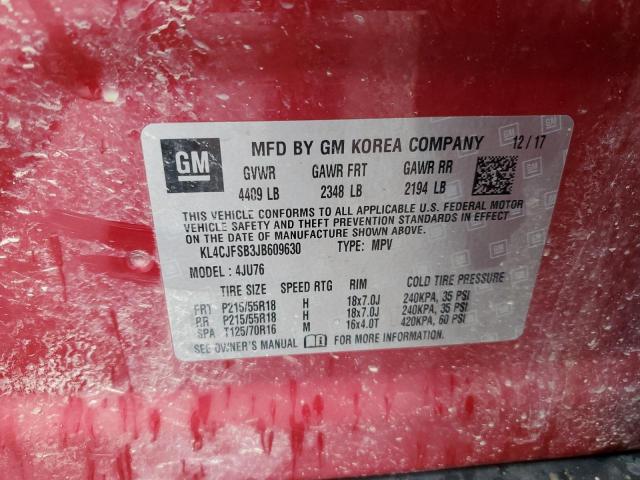 GM MFD BY GM KOREA COMPANY 12/17
GVWR GAWR FRT GAWR RR
4409 LB 2348 LB 2194 LB
THIS VEHICLE CONFORMS TO ALL APPLICABLE U.S. FEDERAL MOTOR
VEHICLE SAFETY AND THEFT PREVENTION STANDARDS IN EFFECT
ON THE DATE OF MANUFACTURE SHOWN ABOVE.
KL4CJFSB3JB609630 TYPE: MPV
MODEL: 4JU76
TIRE SIZE SPEED RTG RIM COLD TIRE PRESSURE
FRT P215/55R18 H 18x7.0J 240KPA, 35 PSI
RR P215/55R18 H 18x7.0J 240KPA, 35 PSI
SPA T125/70R16 M 16x4.0T 420KPA, 60 PSI
SEE OWNER'S MANUAL FOR MORE INFORMATION.